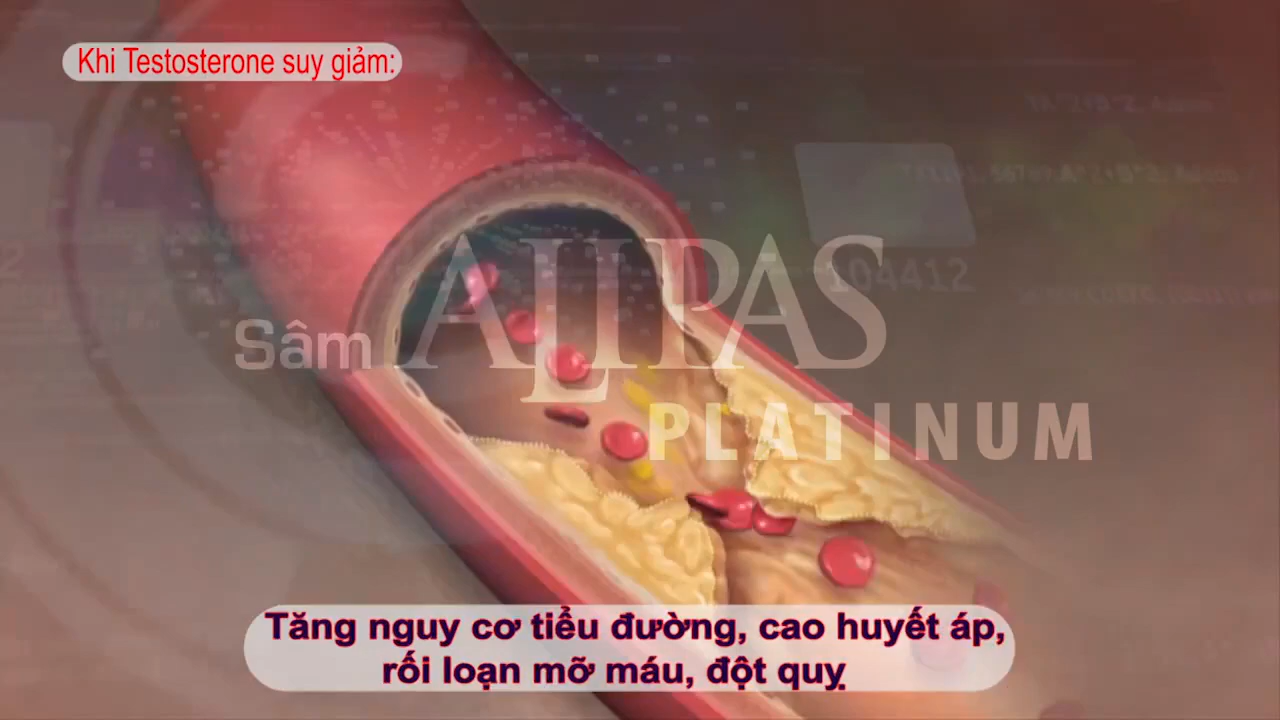 Khi Testosterone suy giảm:
Sâm ALIPAS
PLATINUM
104412
Tăng nguy cơ tiểu đường, cao huyết áp,
rối loạn mỡ máu, đột quỵ